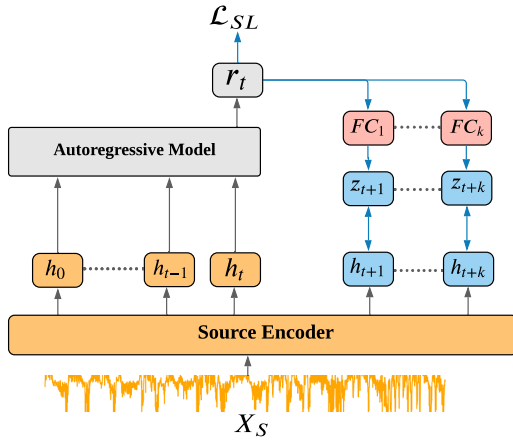 ℒ_SL
r_t
FC_1 FC_k
Autoregressive Model
z_{t+1} z_{t+k}
h_0 h_{t−1} h_t h_{t+1} h_{t+k}
Source Encoder
X_S